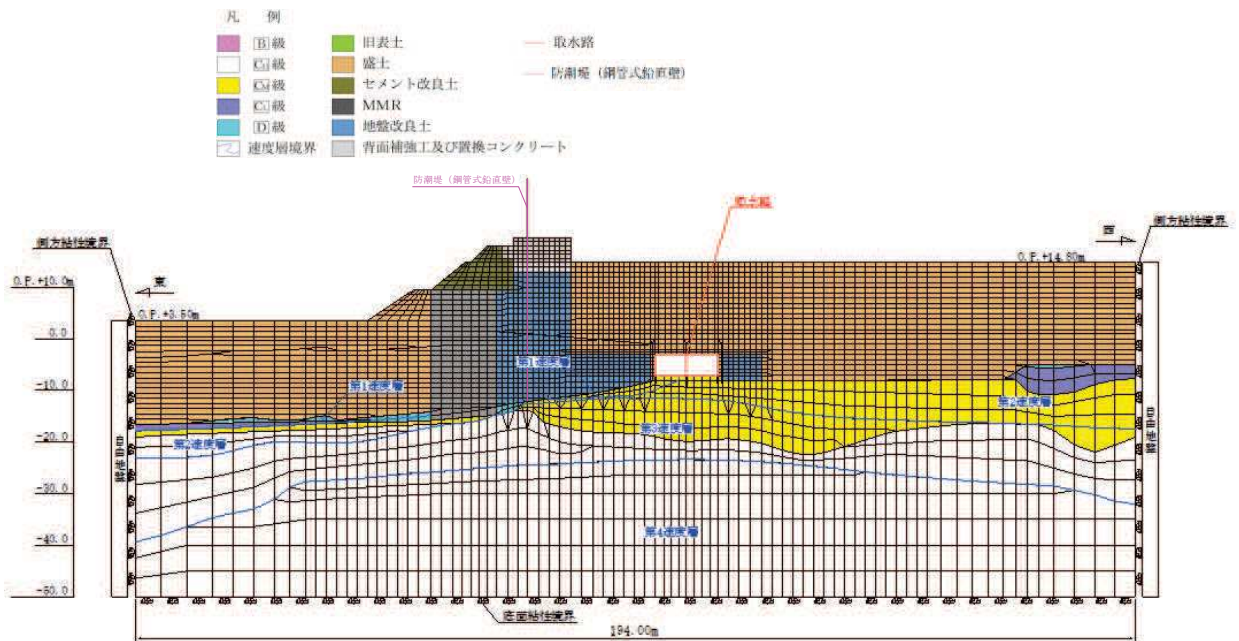 凡 例
B級
CH級
CM級
CL級
D級
速度層境界
旧表土
盛土
セメント改良土
MMR
地盤改良土
背面補強工及び置換コンクリート
取水路
防潮堤（鋼管式鉛直壁）
防潮堤（鋼管式鉛直壁）
取水路
側方粘性境界
西
側方粘性境界
O.P.+14.80m
O.P.+10.0m
東
O.P.+3.50m
0.0
-10.0
-20.0
-30.0
-40.0
-50.0
第1速度層
第1速度層
第2速度層
第2速度層
第3速度層
第4速度層
自由地盤
自由地盤
底面粘性境界
194.00m